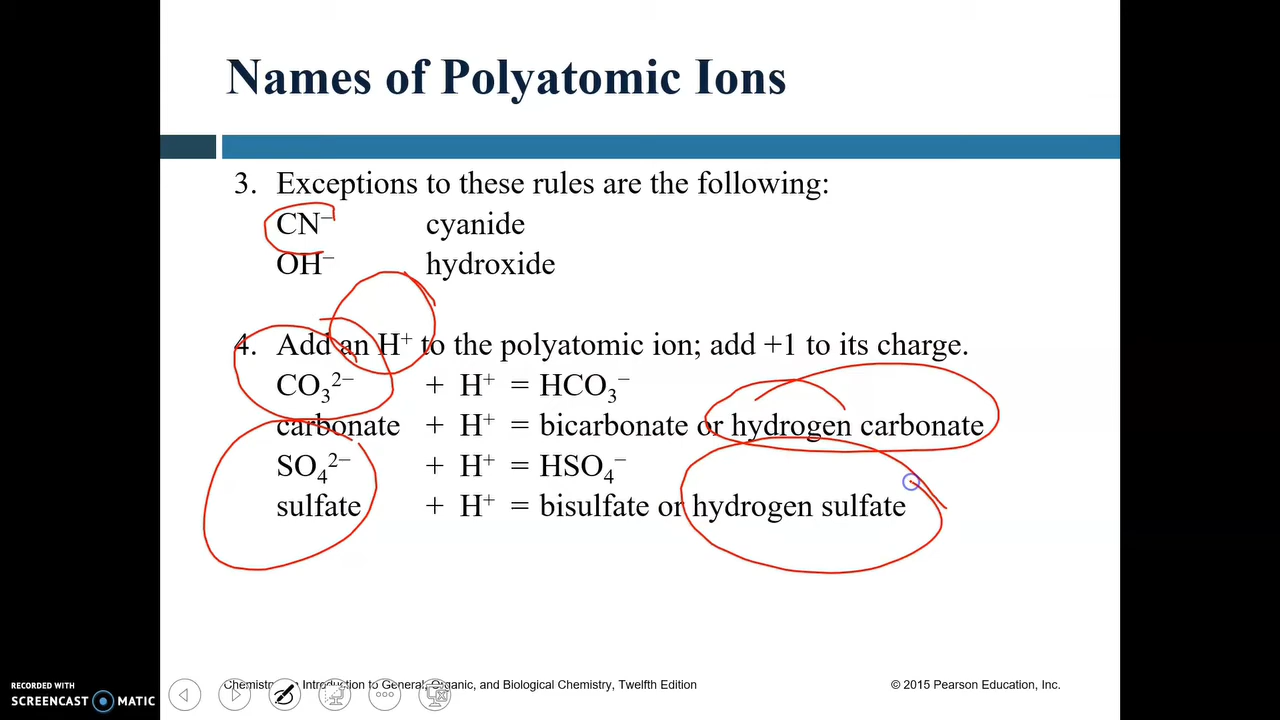 Names of Polyatomic Ions
3. Exceptions to these rules are the following:
CN⁻ cyanide
OH⁻ hydroxide
4. Add an H⁺ to the polyatomic ion; add +1 to its charge.
CO₃²⁻ + H⁺ = HCO₃⁻
carbonate + H⁺ = bicarbonate or hydrogen carbonate
SO₄²⁻ + H⁺ = HSO₄⁻
sulfate + H⁺ = bisulfate or hydrogen sulfate
RECORDED WITH
SCREENCAST MATIC
Introduction to General, Organic, and Biological Chemistry, Twelfth Edition
© 2015 Pearson Education, Inc.